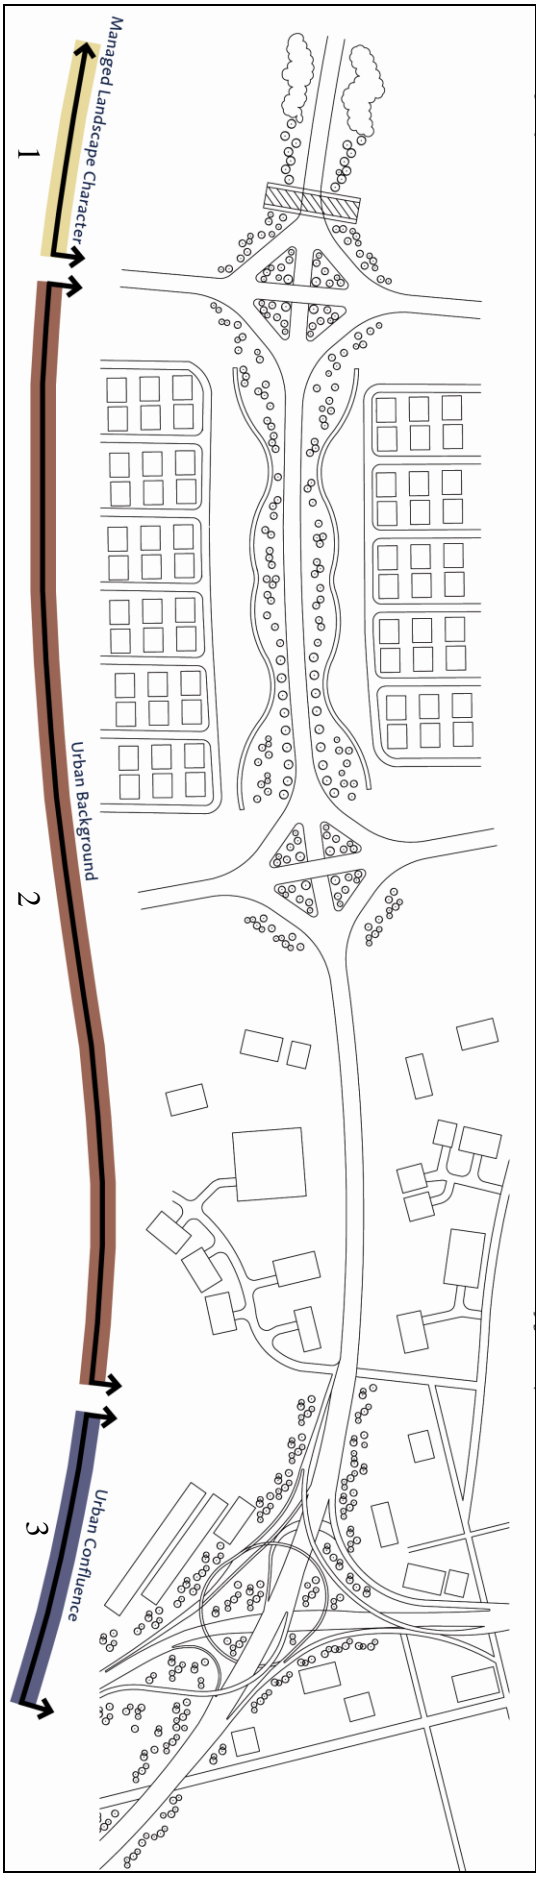 Managed Landscape Character
1
Urban Background
2
Urban Confluence
3